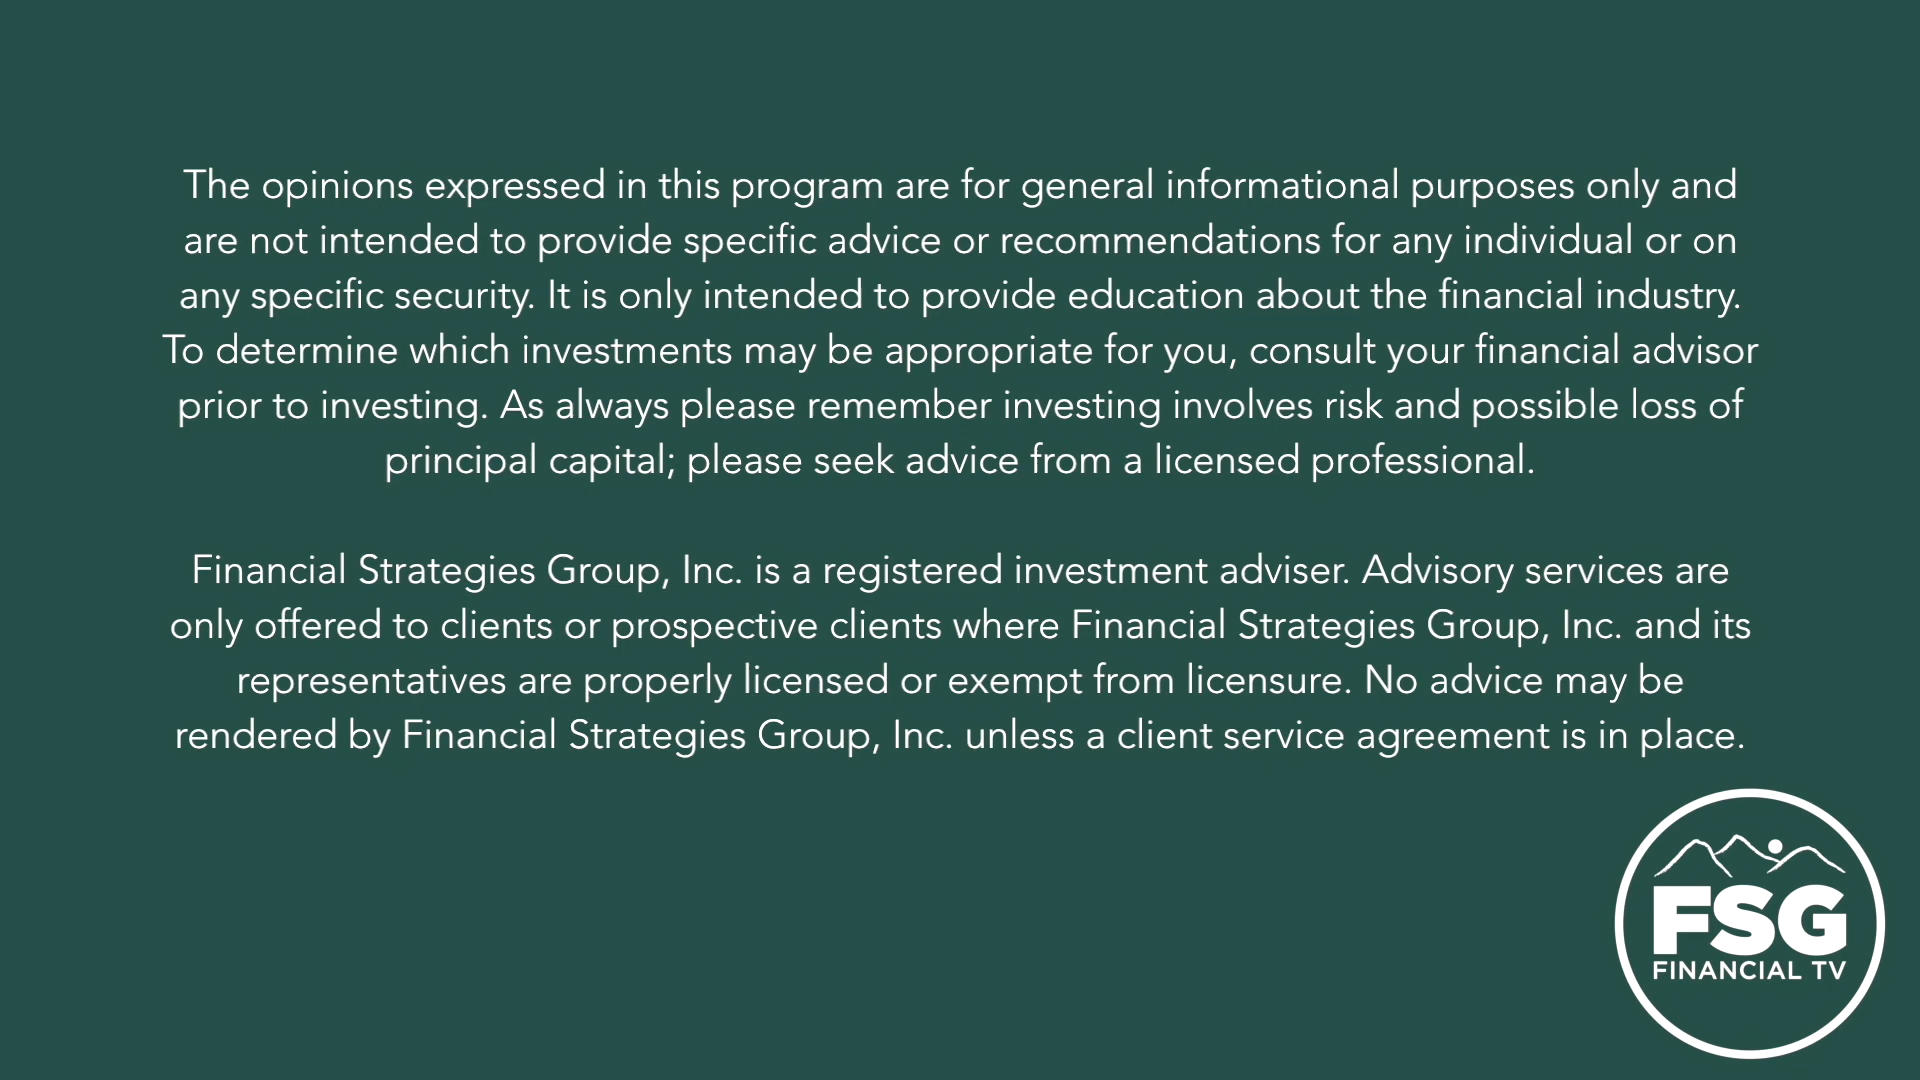 The opinions expressed in this program are for general informational purposes only and
are not intended to provide specific advice or recommendations for any individual or on
any specific security. It is only intended to provide education about the financial industry.
To determine which investments may be appropriate for you, consult your financial advisor
prior to investing. As always please remember investing involves risk and possible loss of
principal capital; please seek advice from a licensed professional.
Financial Strategies Group, Inc. is a registered investment adviser. Advisory services are
only offered to clients or prospective clients where Financial Strategies Group, Inc. and its
representatives are properly licensed or exempt from licensure. No advice may be
rendered by Financial Strategies Group, Inc. unless a client service agreement is in place.
FSG
FINANCIAL TV